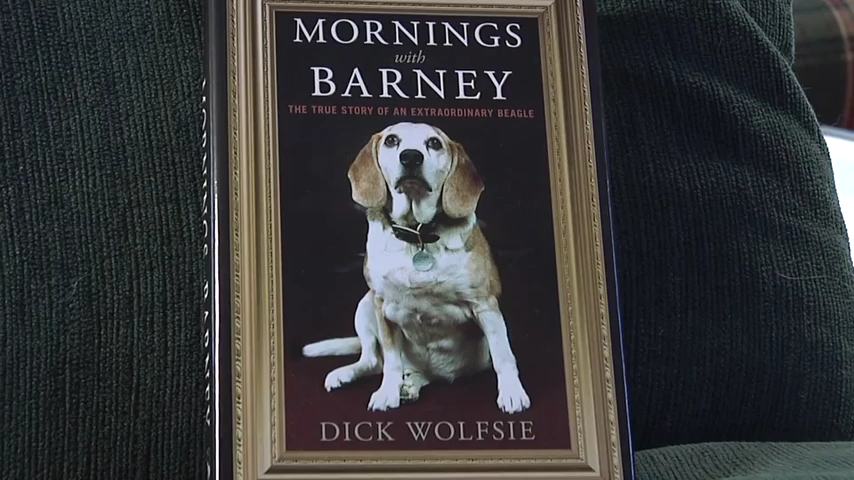 MORNINGS
with
BARNEY
THE TRUE STORY OF AN EXTRAORDINARY BEAGLE
DICK WOLFSIE